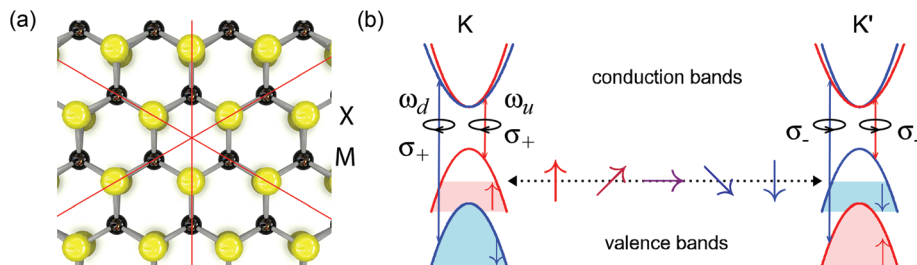 (a)
X
M
(b)
K
K'
conduction bands
ω_d
ω_u
σ_+
σ_+
σ_-
σ_-
valence bands